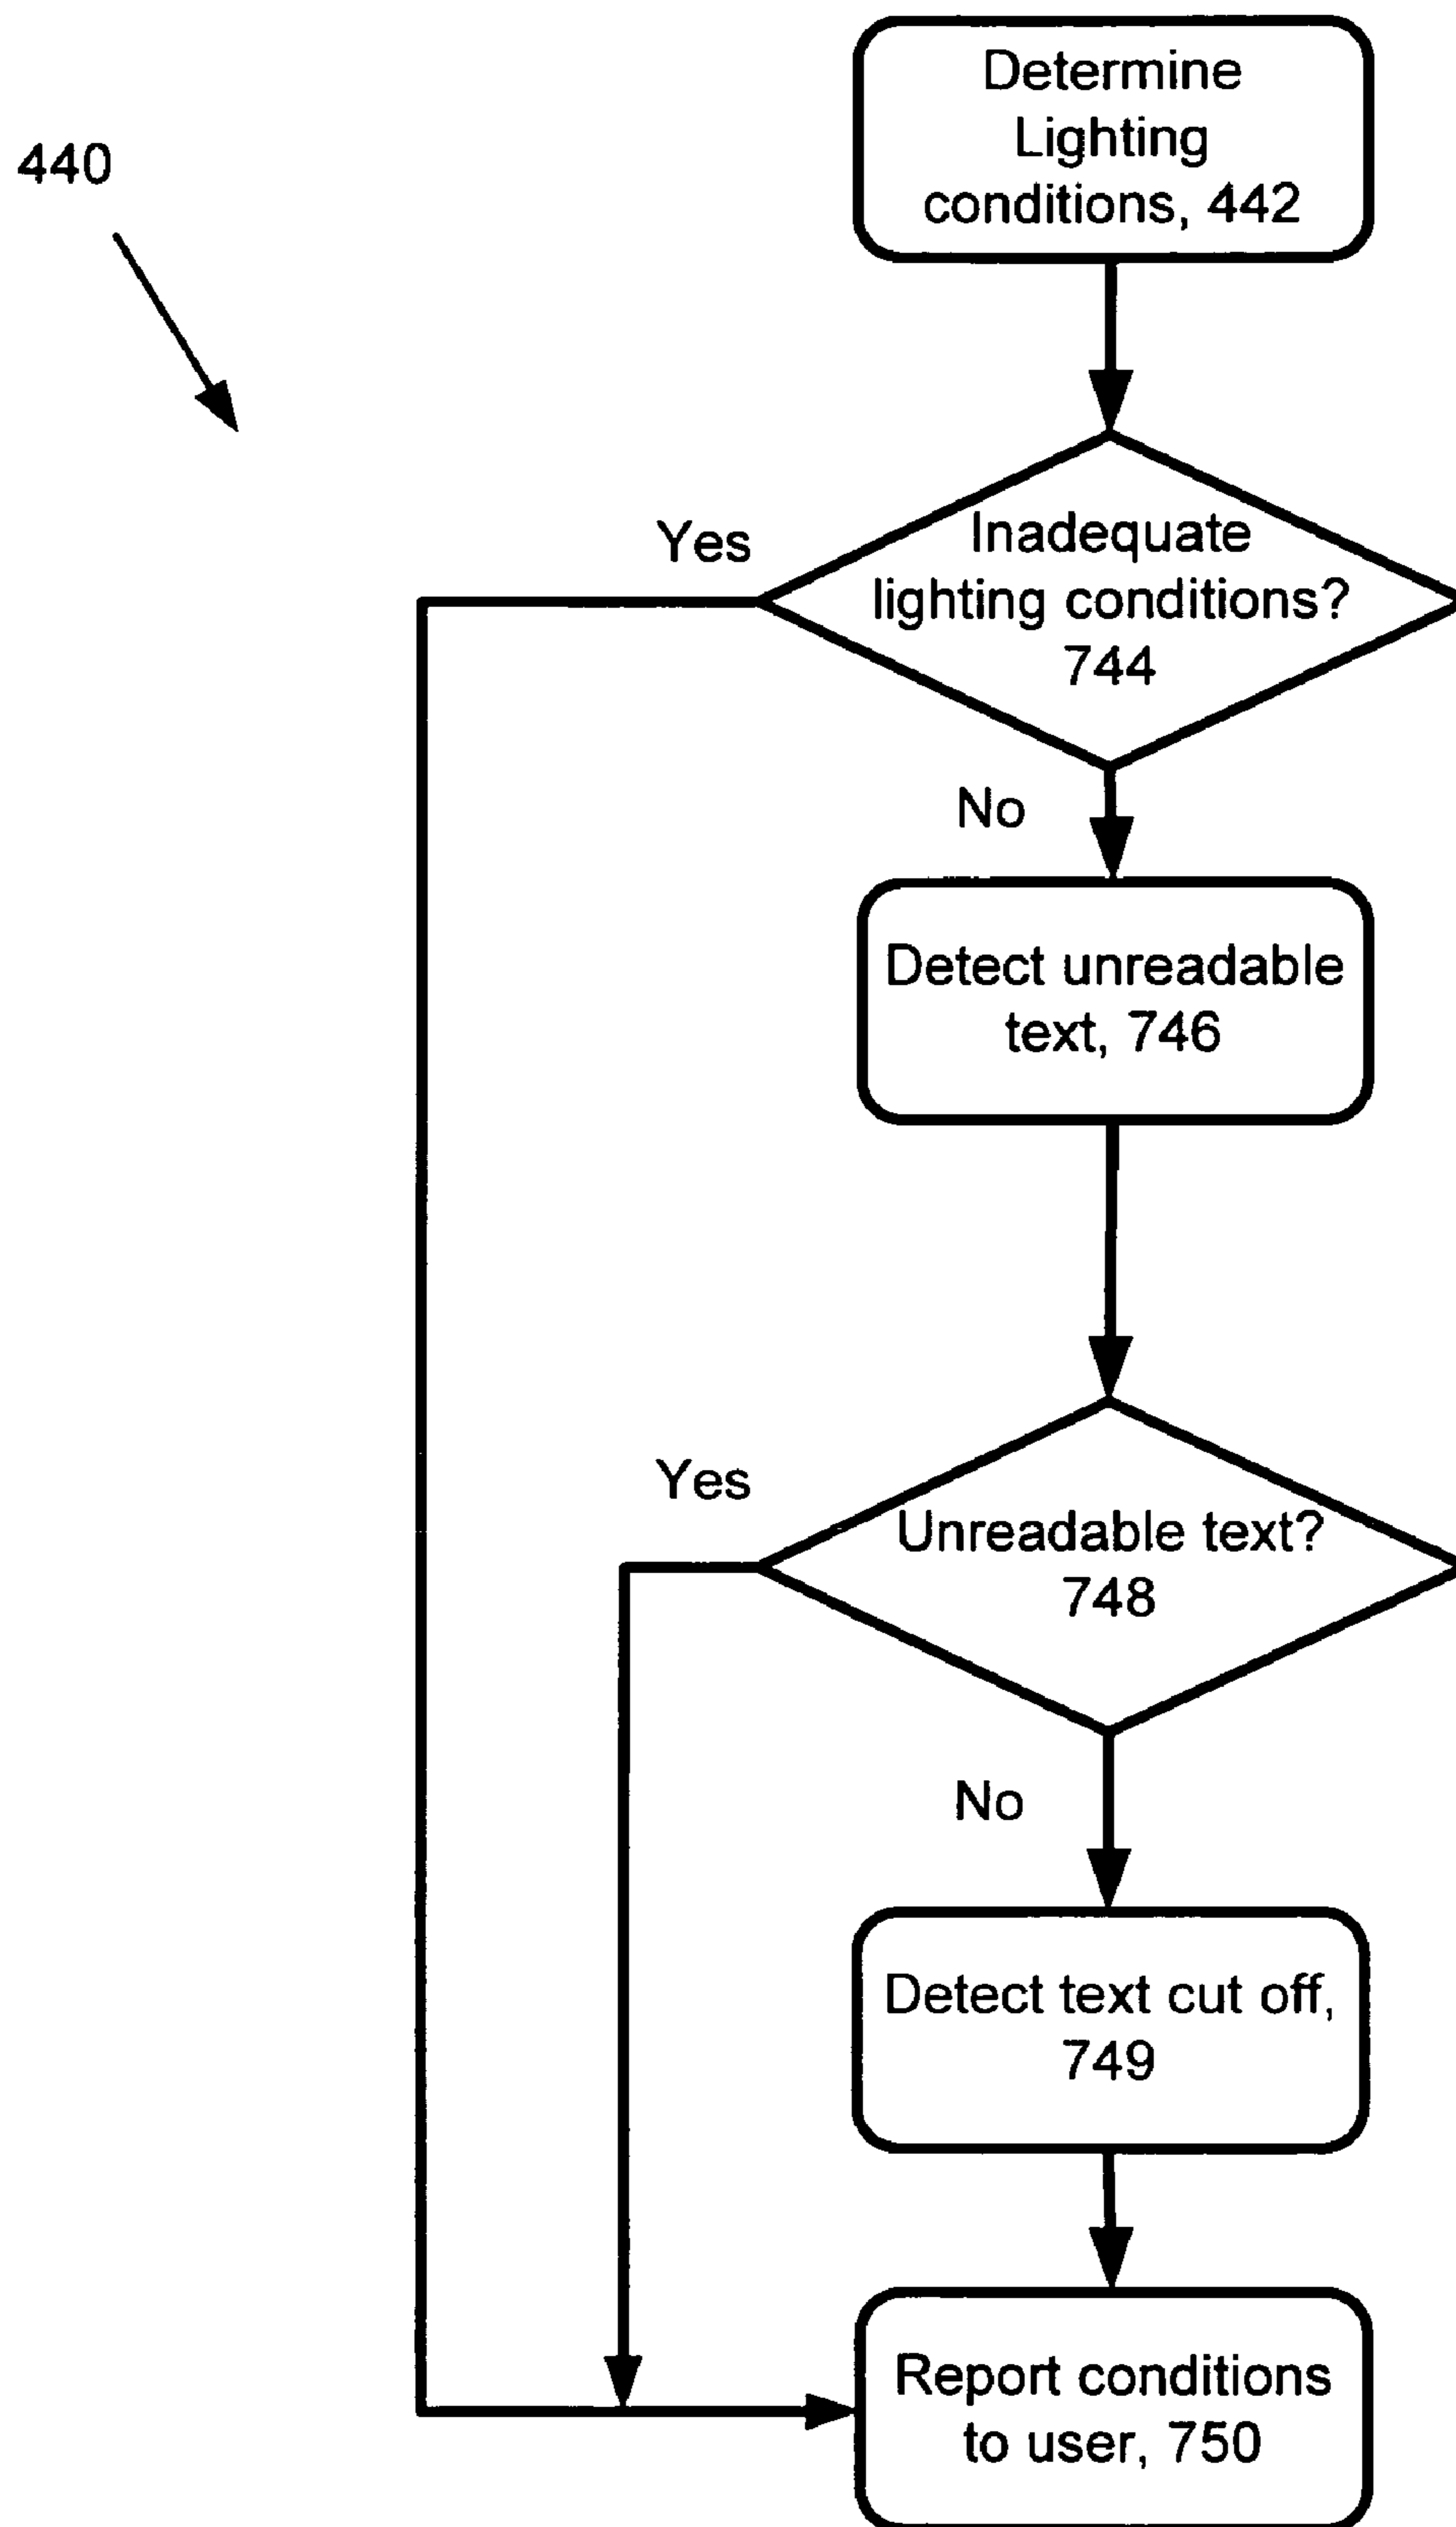 Determine
Lighting
conditions, 442
440
Yes
Inadequate
lighting conditions?
744
No
Detect unreadable
text, 746
Yes
Unreadable text?
748
No
Detect text cut off,
749
Report conditions
to user, 750